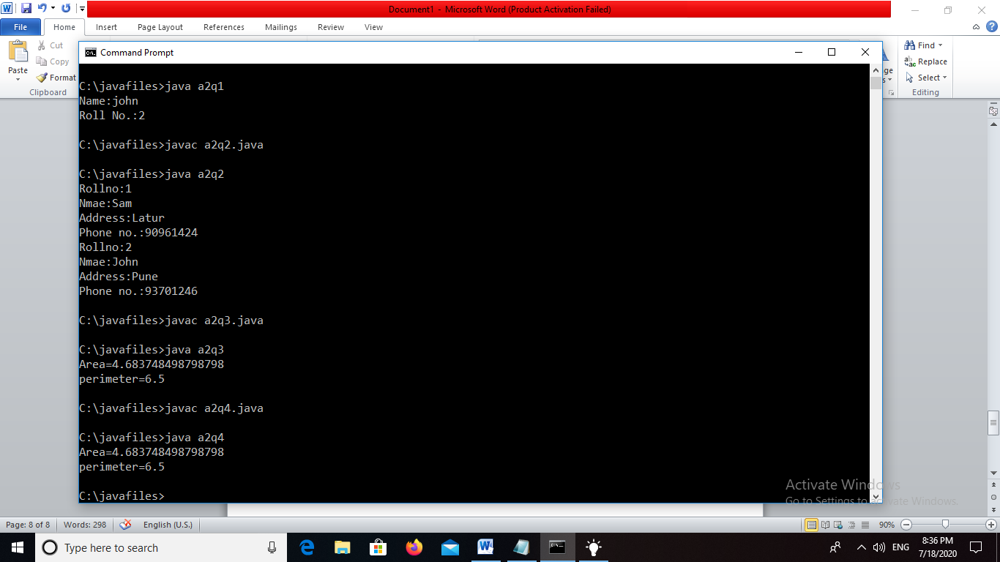 Document1 - Microsoft Word (Product Activation Failed)
File Home Insert Page Layout References Mailings Review View
Paste
Cut
Copy
Format
Clipboard
Find
Replace
Select
Editing
Command Prompt
C:\javafiles>java a2q1
Name:john
Roll No.:2
C:\javafiles>javac a2q2.java
C:\javafiles>java a2q2
Rollno:1
Nmae:Sam
Address:Latur
Phone no.:90961424
Rollno:2
Nmae:John
Address:Pune
Phone no.:93701246
C:\javafiles>javac a2q3.java
C:\javafiles>java a2q3
Area=4.683748498798798
perimeter=6.5
C:\javafiles>javac a2q4.java
C:\javafiles>java a2q4
Area=4.683748498798798
perimeter=6.5
C:\javafiles>
Activate Windows
Go to Settings to activate Windows.
Page: 8 of 8 Words: 298 English (U.S.) 90%
Type here to search
ENG
8:36 PM
7/18/2020